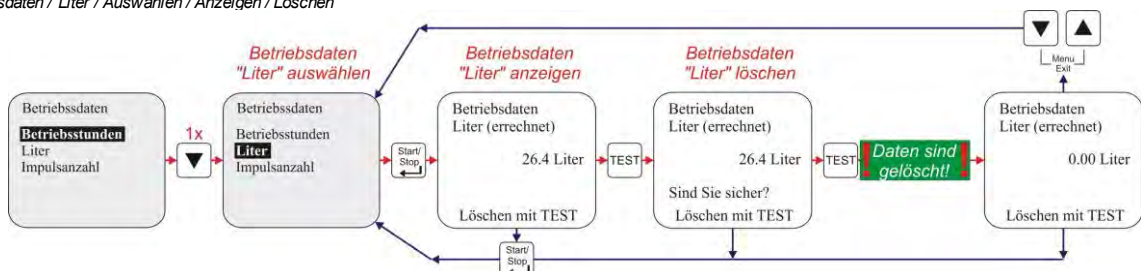 sdaten / Liter / Auswählen / Anzeigen / Löschen
Betriebsdaten
"Liter" auswählen
Betriebsdaten
"Liter" anzeigen
Betriebsdaten
"Liter" löschen
Menu
Exit
Betriebssdaten
Betriebsstunden
Liter
Impulsanzahl
1x
Betriebssdaten
Betriebsstunden
Liter
Impulsanzahl
Start/
Stop
Betriebsdaten
Liter (errechnet)
26.4 Liter
Löschen mit TEST
TEST
Betriebsdaten
Liter (errechnet)
26.4 Liter
Sind Sie sicher?
Löschen mit TEST
TEST
Daten sind
gelöscht!
Betriebsdaten
Liter (errechnet)
0.00 Liter
Löschen mit TEST
Start/
Stop